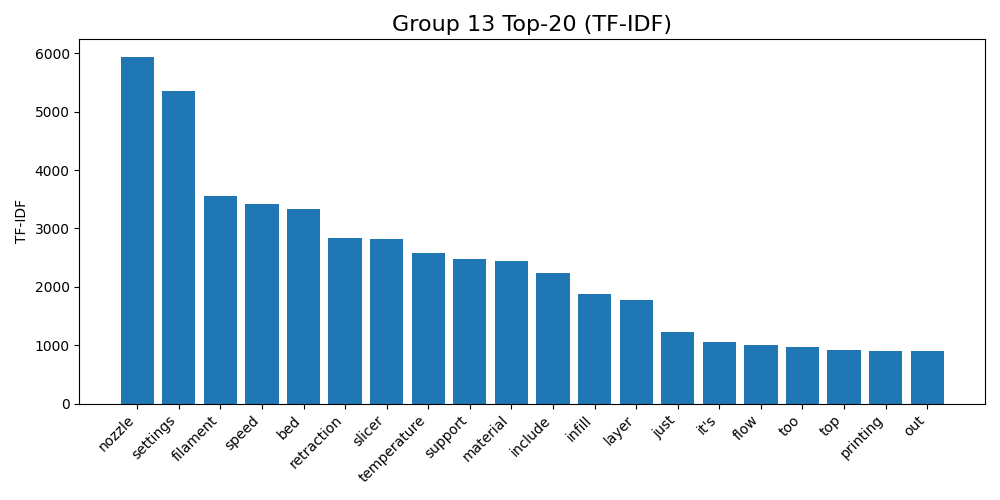 Group 13 Top-20 (TF-IDF)
TF-IDF
6000
5000
4000
3000
2000
1000
0
nozzle
settings
filament
speed
bed
retraction
slicer
temperature
support
material
include
infill
layer
just
it's
flow
too
top
printing
out